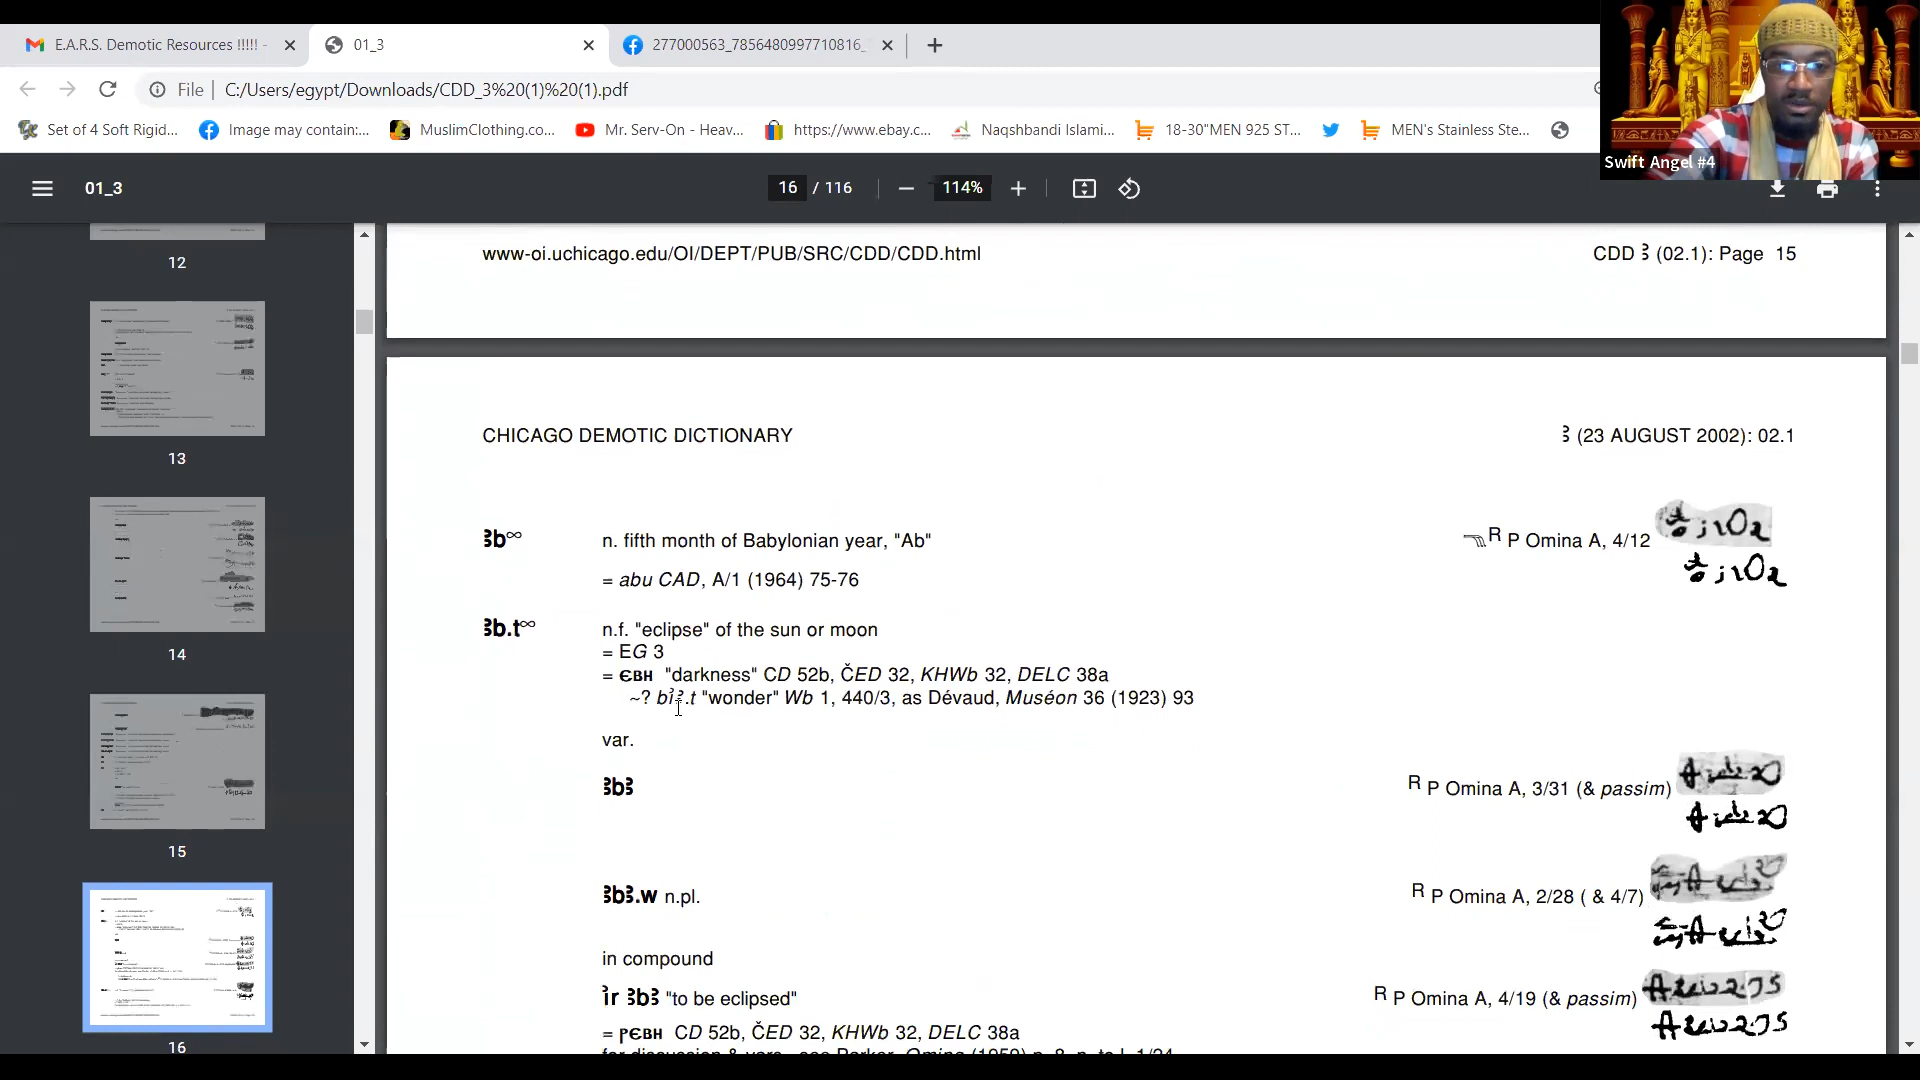 E.A.R.S. Demotic Resources !!!!! -
01_3
277000563_7856480997710816_
File
C:/Users/egypt/Downloads/CDD_3%20(1)%20(1).pdf
Set of 4 Soft Rigid...
Image may contain:...
MuslimClothing.co...
Mr. Serv-On - Heav...
https://www.ebay.c...
Naqshbandi Islami...
18-30"MEN 925 ST...
MEN's Stainless Ste...
Swift Angel #4
01_3
16 / 116
114%
12
13
14
15
16
www-oi.uchicago.edu/OI/DEPT/PUB/SRC/CDD/CDD.html
CDD ꜣ (02.1): Page 15
CHICAGO DEMOTIC DICTIONARY
ꜣ (23 AUGUST 2002): 02.1
ꜣb∞ n. fifth month of Babylonian year, "Ab" R P Omina A, 4/12
= abu CAD, A/1 (1964) 75-76
ꜣb.t∞ n.f. "eclipse" of the sun or moon
= EG 3
= ⲉⲃⲏ "darkness" CD 52b, ČED 32, KHWb 32, DELC 38a
~? bỉꜣ.t "wonder" Wb 1, 440/3, as Dévaud, Muséon 36 (1923) 93
var.
ꜣbꜣ R P Omina A, 3/31 (& passim)
ꜣbꜣ.w n.pl. R P Omina A, 2/28 ( & 4/7)
in compound
ỉr ꜣbꜣ "to be eclipsed" R P Omina A, 4/19 (& passim)
= ⲣⲉⲃⲏ CD 52b, ČED 32, KHWb 32, DELC 38a